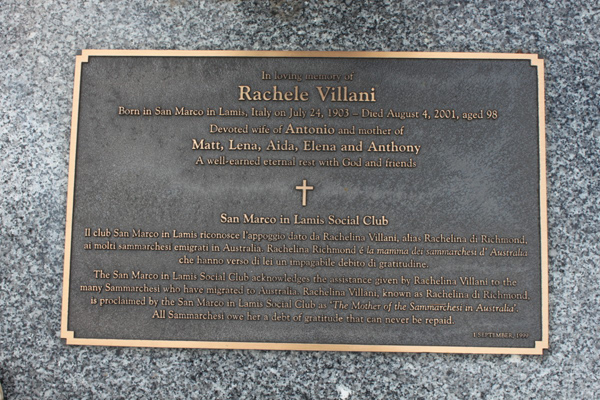 In loving memory of
Rachele Villani
Born in San Marco in Lamis, Italy on July 24, 1903 – Died August 4, 2001, aged 98
Devoted wife of Antonio and mother of
Matt, Lena, Aida, Elena and Anthony
A well-earned eternal rest with God and friends
San Marco in Lamis Social Club
Il club San Marco in Lamis riconosce l'appoggio dato da Rachelina Villani, alias Rachelina di Richmond,
ai molti sammarchesi emigrati in Australia. Rachelina Richmond é la mamma dei sammarchesi d' Australia
che hanno verso di lei un impagabile debito di gratitudine.
The San Marco in Lamis Social Club acknowledges the assistance given by Rachelina Villani to the
many Sammarchesi who have migrated to Australia. Rachelina Villani, known as Rachelina di Richmond,
is proclaimed by the San Marco in Lamis Social Club as 'The Mother of the Sammarchesi in Australia'.
All Sammarchesi owe her a debt of gratitude that can never be repaid.
1 SEPTEMBER, 1999